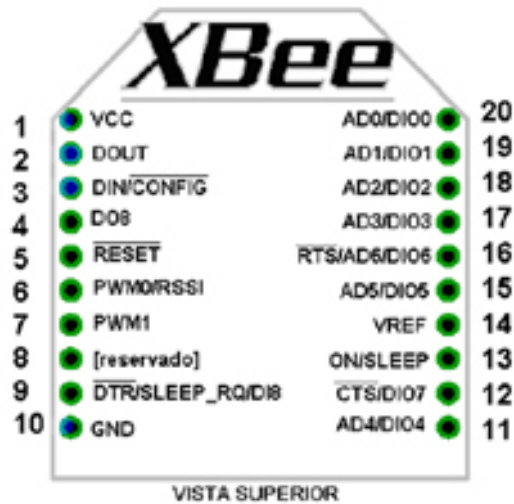 XBee
1 VCC AD0/DIO0 20
2 DOUT AD1/DIO1 19
3 DIN/CONFIG AD2/DIO2 18
4 DO8 AD3/DIO3 17
5 RESET RTS/AD6/DIO6 16
6 PWM0/RSSI AD5/DIO5 15
7 PWM1 VREF 14
8 [reservado] ON/SLEEP 13
9 DTR/SLEEP_RQ/DI8 CTS/DIO7 12
10 GND AD4/DIO4 11
VISTA SUPERIOR